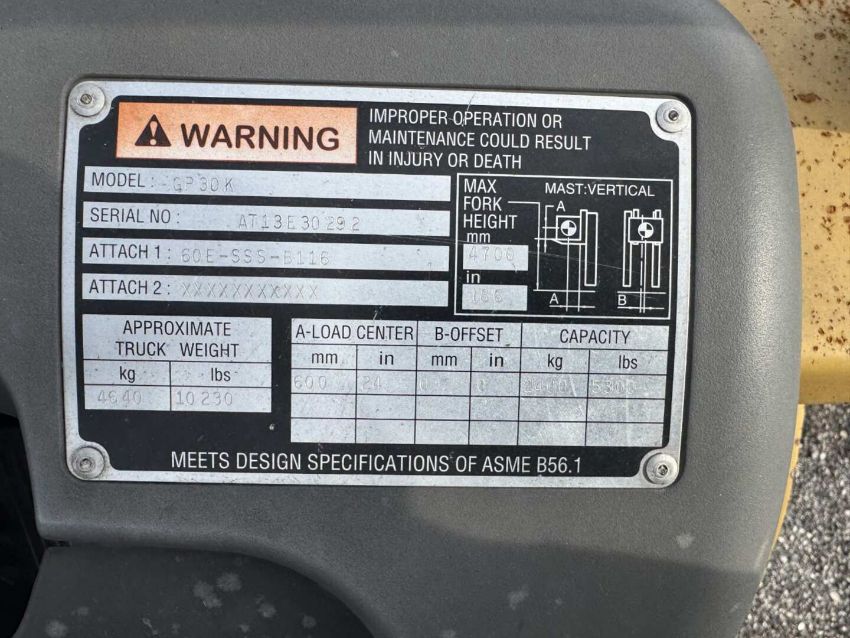 WARNING
IMPROPER OPERATION OR
MAINTENANCE COULD RESULT
IN INJURY OR DEATH
MODEL: GP30K
SERIAL NO: AT13E30292
ATTACH 1: 60E-SSS-B116
ATTACH 2: XXXXXXXXXXX
MAX
FORK
HEIGHT
mm
4700
in
MAST:VERTICAL
A
A
B
APPROXIMATE
TRUCK WEIGHT
kg lbs
4640 10230
A-LOAD CENTER B-OFFSET CAPACITY
mm in mm in kg lbs
600 24 0 0 5300
MEETS DESIGN SPECIFICATIONS OF ASME B56.1